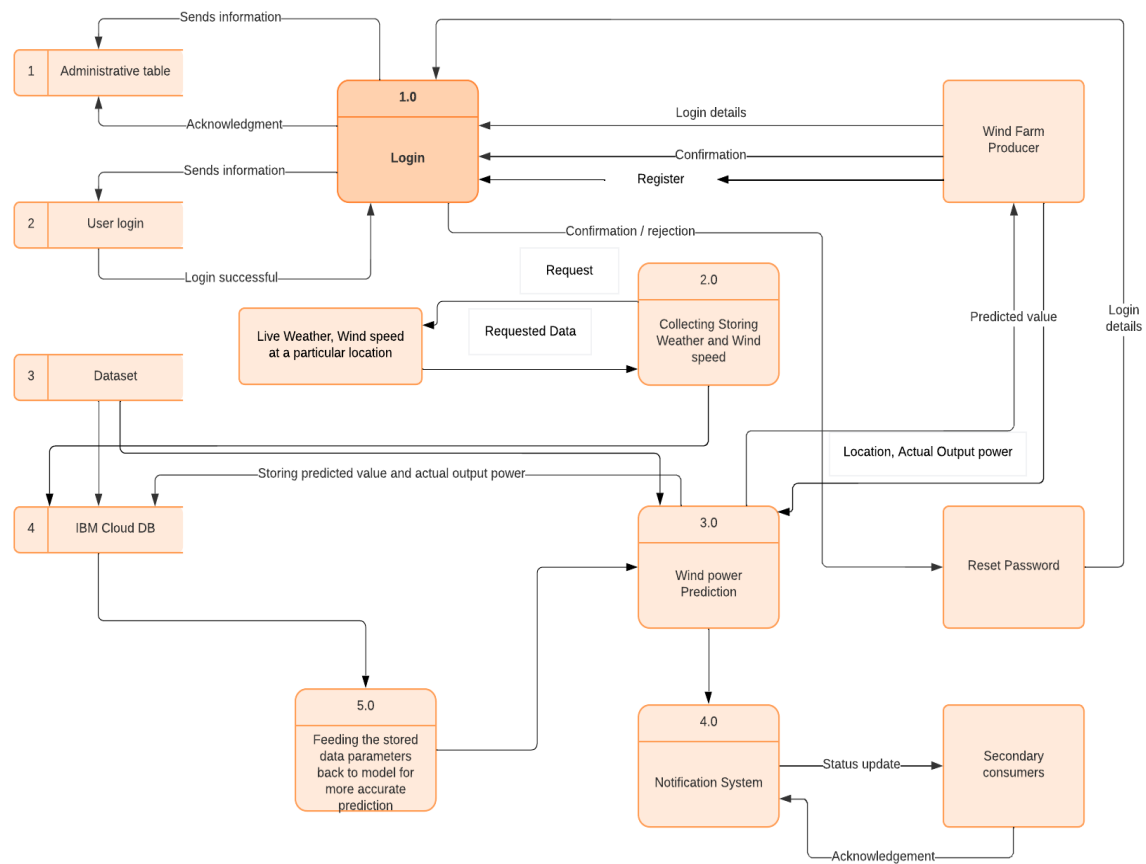 Sends information
1
Administrative table
1.0
Login
Acknowledgment
Sends information
2
User login
Login successful
Login details
Confirmation
Register
Wind Farm
Producer
Confirmation / rejection
Request
2.0
Collecting Storing
Weather and Wind
speed
Live Weather, Wind speed
at a particular location
Requested Data
Predicted value
Login
details
3
Dataset
Location, Actual Output power
Storing predicted value and actual output power
4
IBM Cloud DB
3.0
Wind power
Prediction
Reset Password
5.0
Feeding the stored
data parameters
back to model for
more accurate
prediction
4.0
Notification System
Status update
Secondary
consumers
Acknowledgement